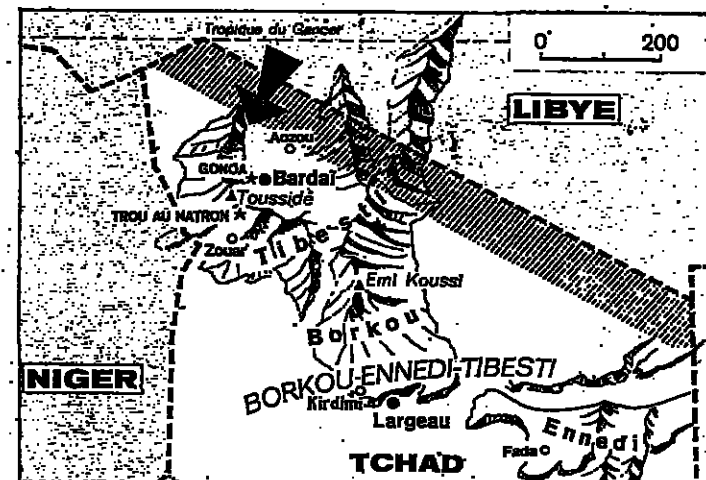 Tropique du Cancer
0 200
LIBYE
Aozou
GONOA
Bardaï
Toussidé
TROU AU NATRON
Zouar
Tibes
Emi Koussi
Borkou
NIGER
BORKOU-ENNEDI-TIBESTI
Kirdimi
Largeau
Ennedi
Fada
TCHAD